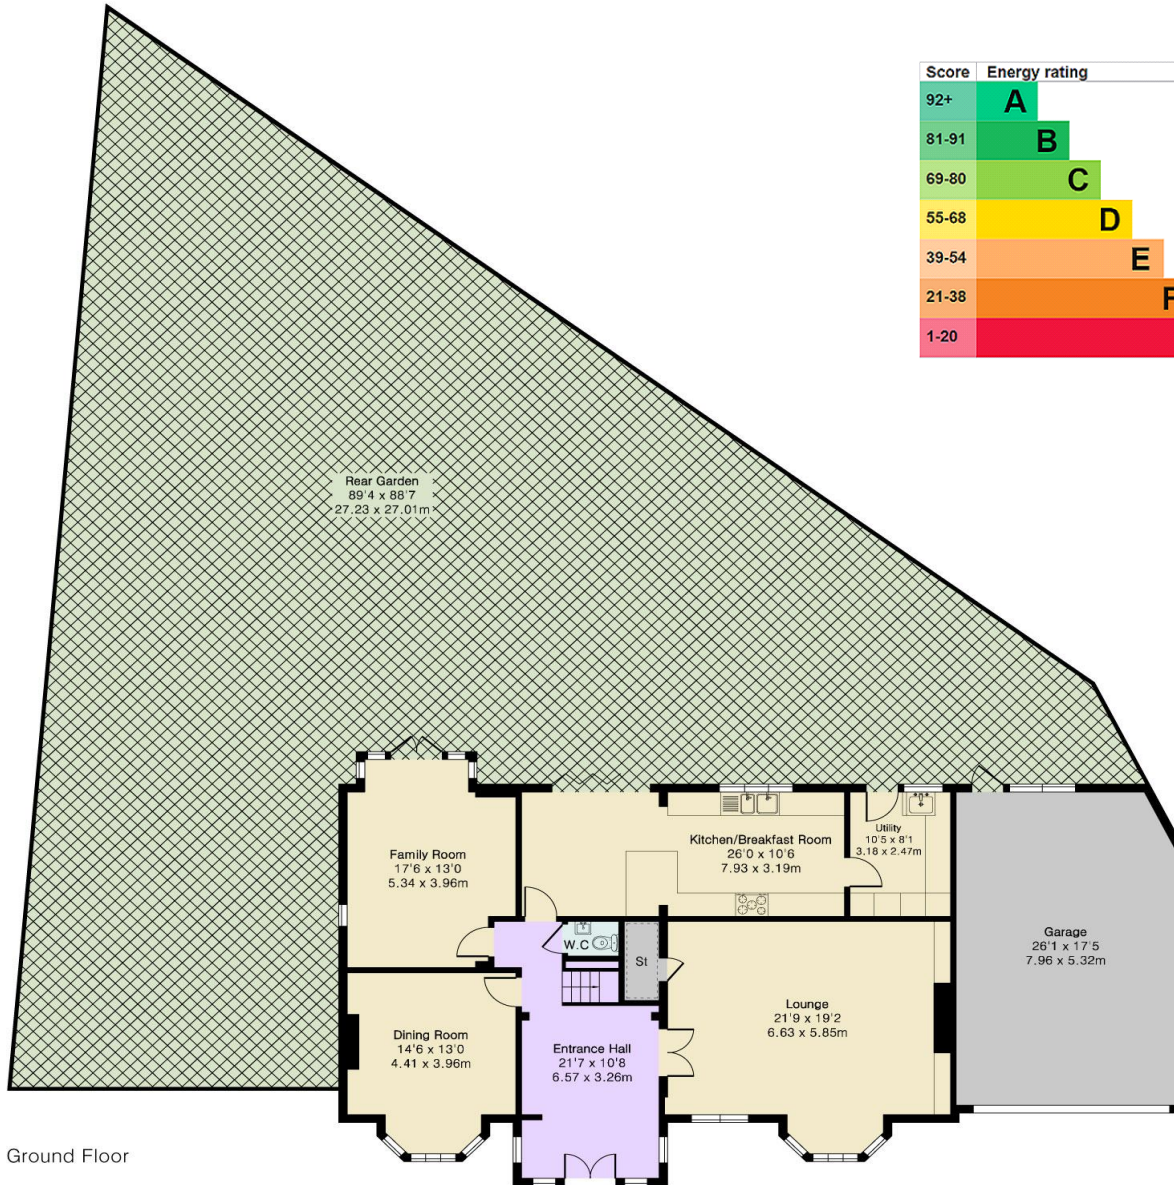 Score Energy rating
92+ A
81-91 B
69-80 C
55-68 D
39-54 E
21-38 F
1-20
Rear Garden
89'4 x 88'7
27.23 x 27.01m
Family Room
17'6 x 13'0
5.34 x 3.96m
Kitchen/Breakfast Room
26'0 x 10'6
7.93 x 3.19m
Utility
10'5 x 8'1
3.18 x 2.47m
W.C
St
Garage
26'1 x 17'5
7.96 x 5.32m
Lounge
21'9 x 19'2
6.63 x 5.85m
Dining Room
14'6 x 13'0
4.41 x 3.96m
Entrance Hall
21'7 x 10'8
6.57 x 3.26m
Ground Floor